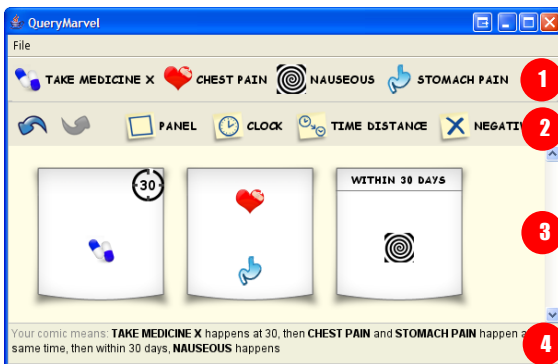 QueryMarvel
File
TAKE MEDICINE X CHEST PAIN NAUSEOUS STOMACH PAIN 1
PANEL CLOCK TIME DISTANCE NEGATIV 2
30
WITHIN 30 DAYS
3
Your comic means: TAKE MEDICINE X happens at 30, then CHEST PAIN and STOMACH PAIN happen a
same time, then within 30 days, NAUSEOUS happens
4